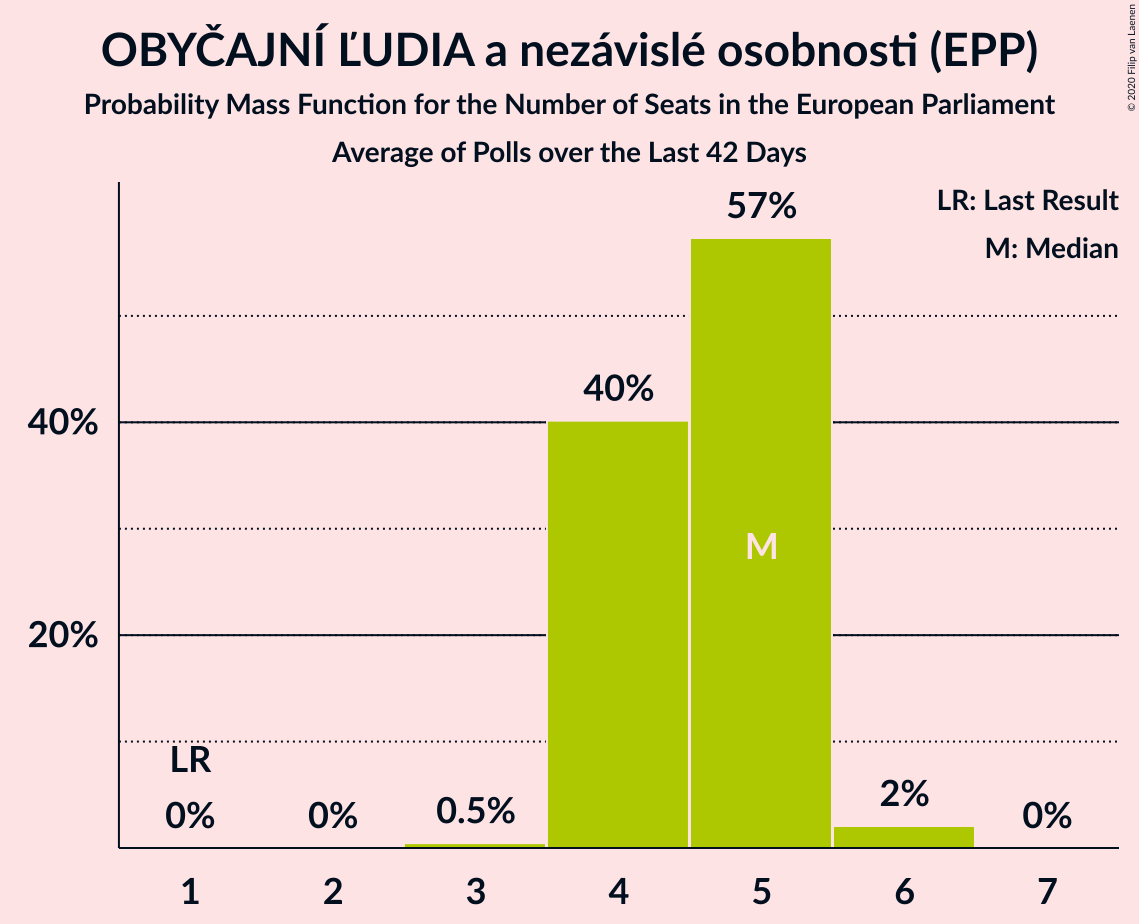 OBYČAJNÍ ĽUDIA a nezávislé osobnosti (EPP)
Probability Mass Function for the Number of Seats in the European Parliament
Average of Polls over the Last 42 Days
© 2020 Filip van Laenen
LR: Last Result
M: Median
57%
40%
40%
M
20%
LR
0%
0%
0.5%
2%
0%
1
2
3
4
5
6
7